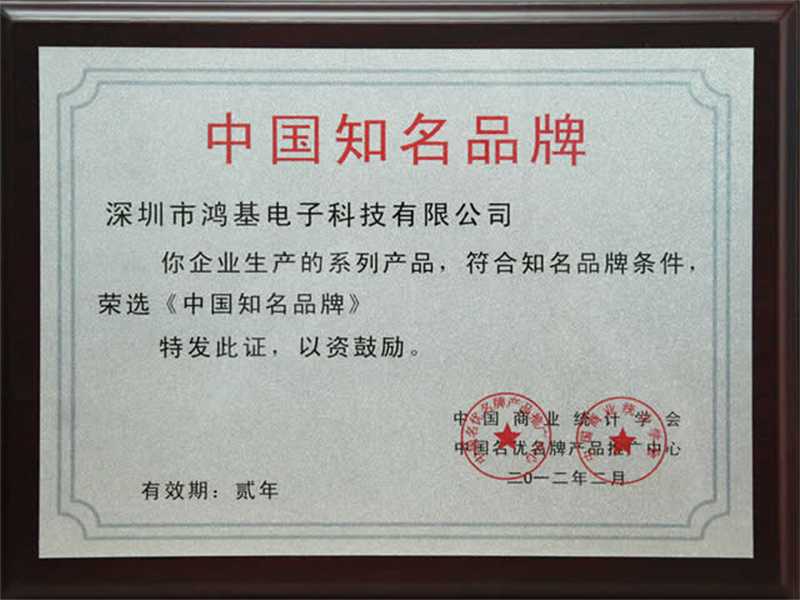 中国知名品牌
深圳市鸿基电子科技有限公司
你企业生产的系列产品，符合知名品牌条件，
荣选《中国知名品牌》
特发此证，以资鼓励。
中国商业统计学会
中国名优名牌产品推广中心
二0一二年二月
有效期：贰年